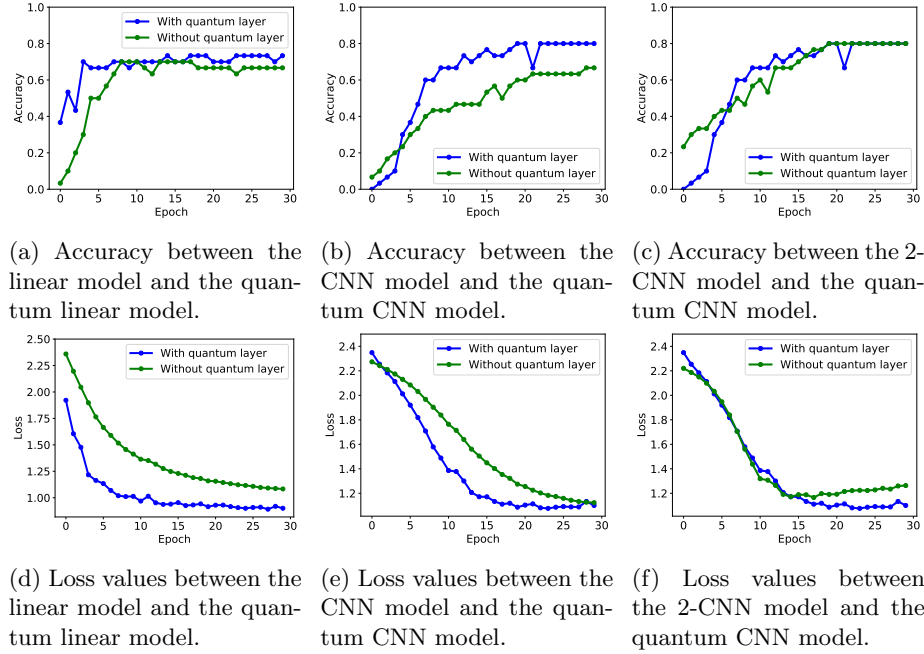 1.0
0.8
0.6
0.4
0.2
0.0
Accuracy
With quantum layer
Without quantum layer
0 5 10 15 20 25 30
Epoch
1.0
0.8
0.6
0.4
0.2
0.0
Accuracy
With quantum layer
Without quantum layer
0 5 10 15 20 25 30
Epoch
1.0
0.8
0.6
0.4
0.2
0.0
Accuracy
With quantum layer
Without quantum layer
0 5 10 15 20 25 30
Epoch
(a) Accuracy between the
linear model and the quan-
tum linear model.
(b) Accuracy between the
CNN model and the quan-
tum CNN model.
(c) Accuracy between the 2-
CNN model and the quan-
tum CNN model.
2.50
2.25
2.00
1.75
1.50
1.25
1.00
Loss
With quantum layer
Without quantum layer
0 5 10 15 20 25 30
Epoch
2.4
2.2
2.0
1.8
1.6
1.4
1.2
Loss
With quantum layer
Without quantum layer
0 5 10 15 20 25 30
Epoch
2.4
2.2
2.0
1.8
1.6
1.4
1.2
Loss
With quantum layer
Without quantum layer
0 5 10 15 20 25 30
Epoch
(d) Loss values between the
linear model and the quan-
tum linear model.
(e) Loss values between the
CNN model and the quan-
tum CNN model.
(f) Loss values between
the 2-CNN model and the
quantum CNN model.